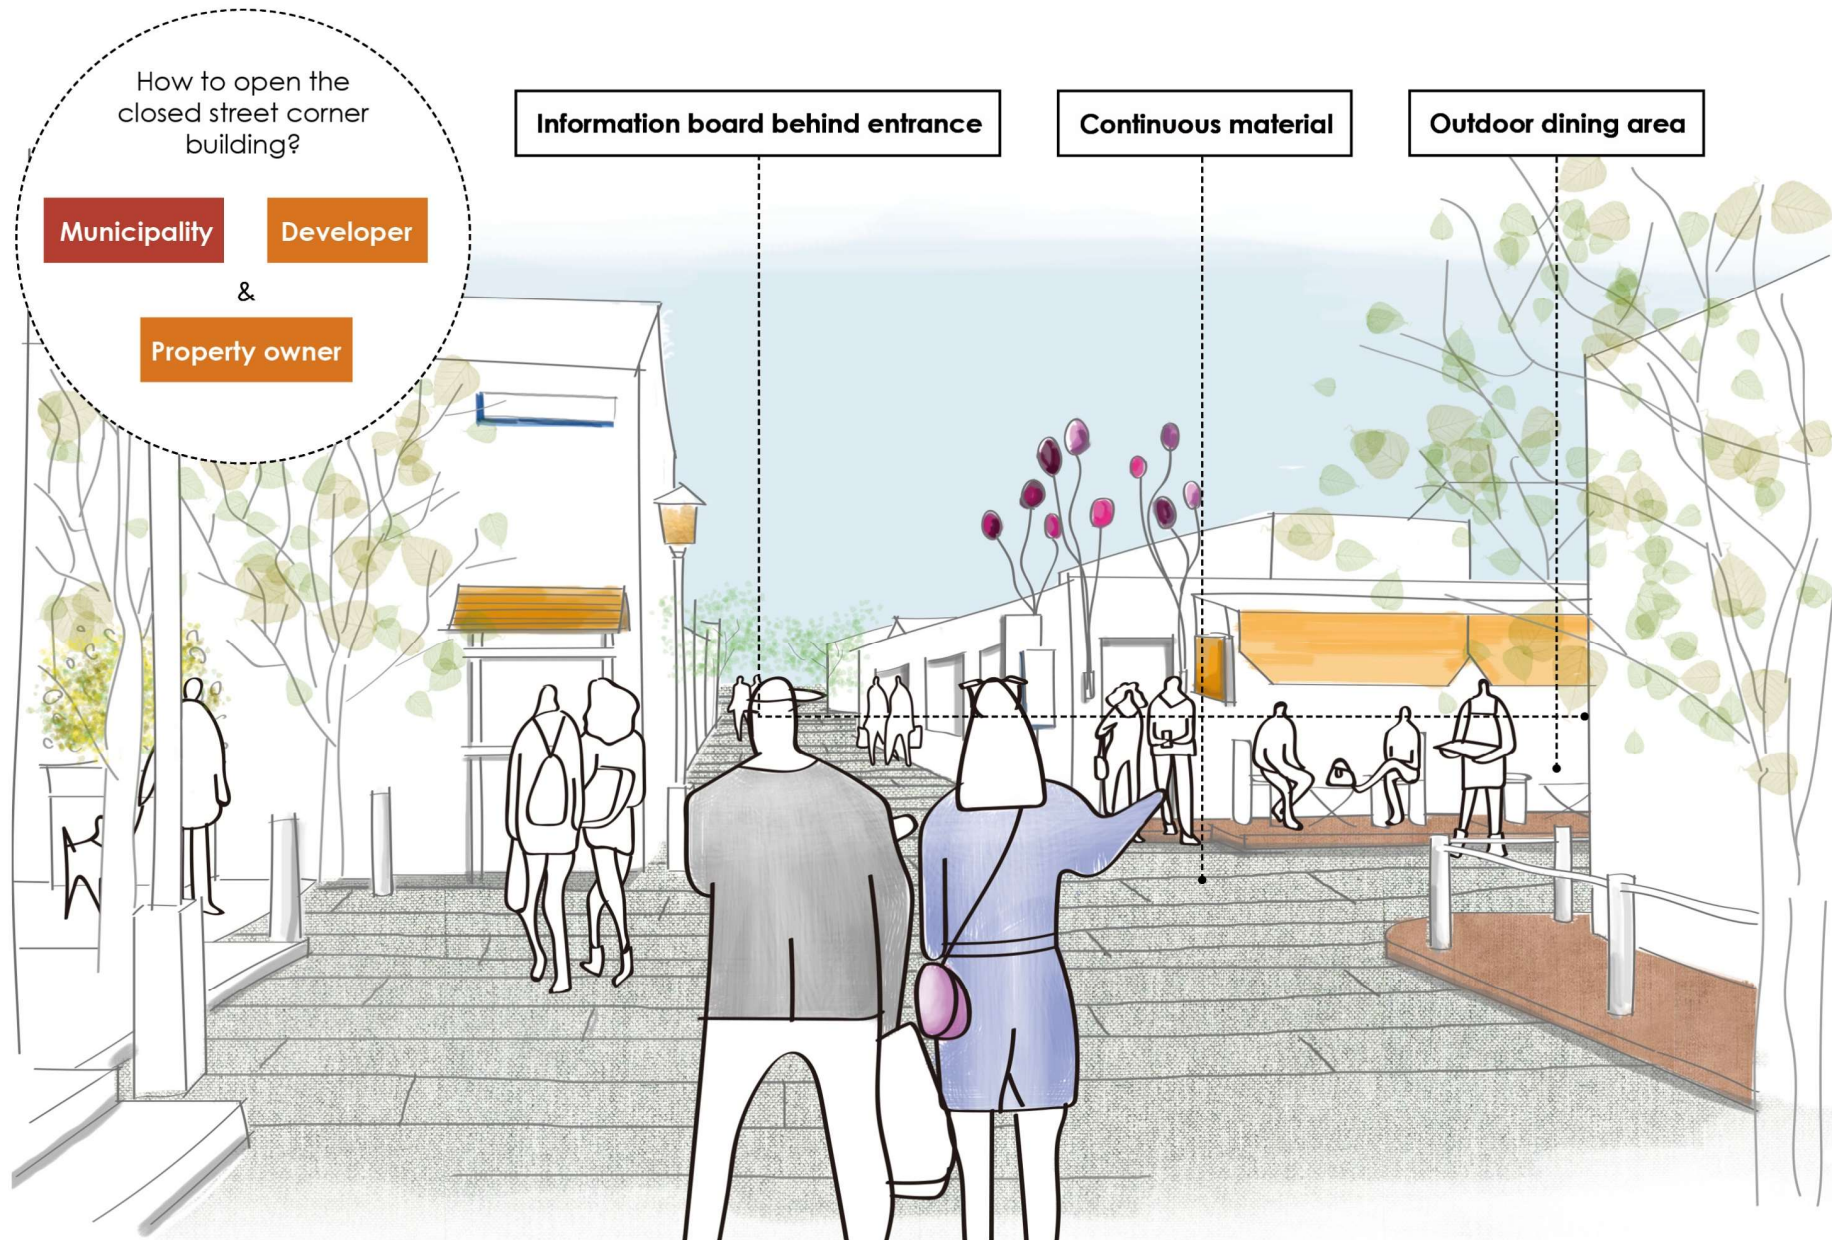 How to open the
closed street corner
building?
Municipality
Developer
&
Property owner
Information board behind entrance
Continuous material
Outdoor dining area